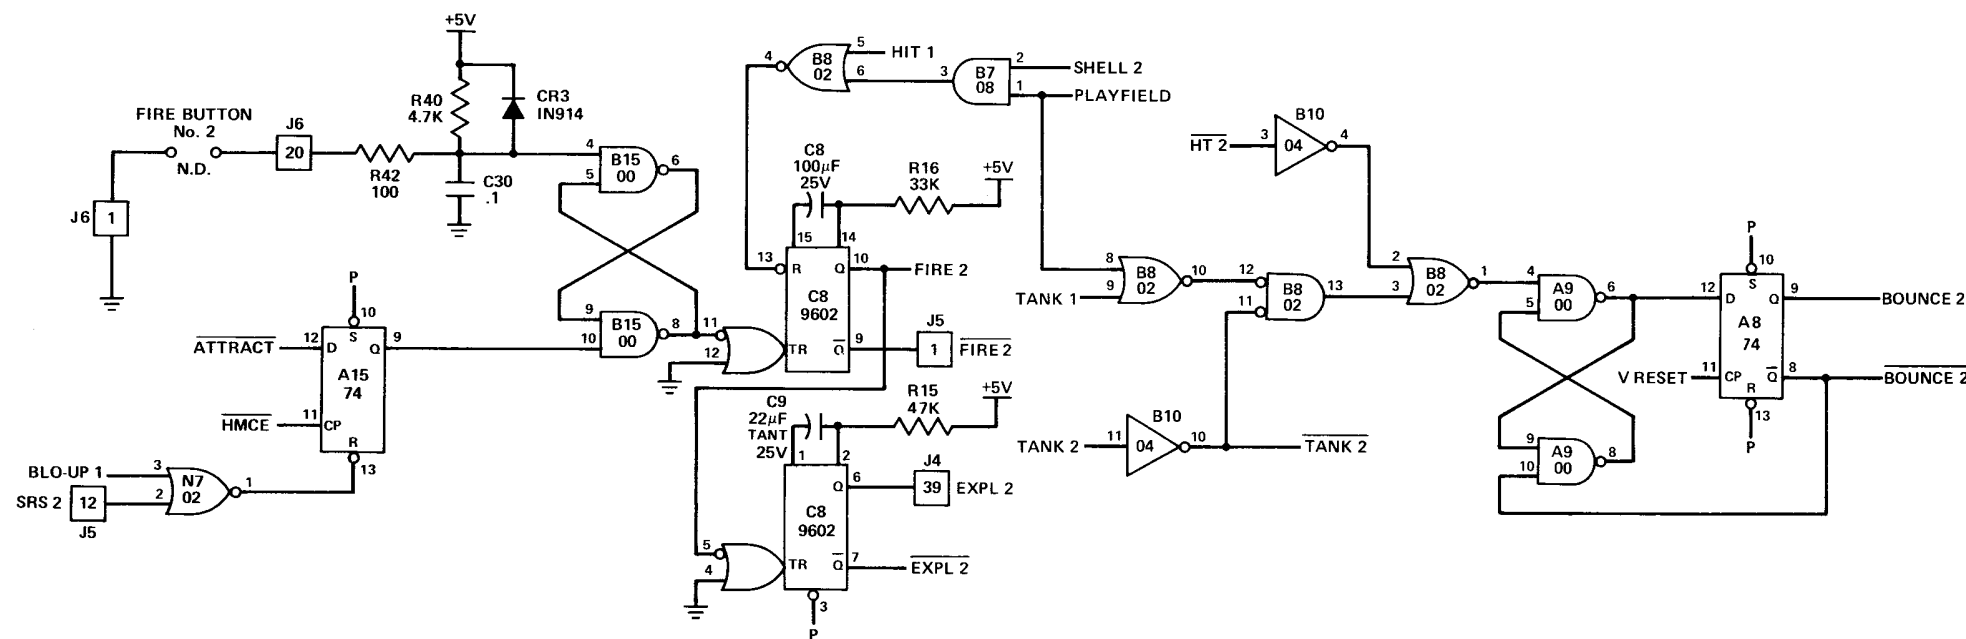 +5V
R40
4.7K
CR3
IN914
FIRE BUTTON
No. 2
N.D.
J6
20
R42
100
C30
.1
J6
1
4
5
B15
00
6
9
10
B15
00
8
P
10
S
ATTRACT
12
D
Q
9
A15
74
HMCE
11
CP
R
13
BLO-UP 1
3
SRS 2
12
J5
2
N7
02
1
4
B8
02
5
HIT 1
6
3
B7
08
2
SHELL 2
1
PLAYFIELD
C8
100µF
25V
R16
33K
+5V
15
14
13
R
Q
10
FIRE 2
C8
9602
11
12
TR
Q
9
J5
1
FIRE 2
C9
22µF
TANT
25V
R15
47K
+5V
1
2
Q
6
J4
39
EXPL 2
C8
9602
5
4
TR
Q
7
EXPL 2
3
P
HT 2
3
B10
04
4
8
TANK 1
9
B8
02
10
12
11
B8
02
13
2
3
B8
02
1
TANK 2
11
B10
04
10
TANK 2
4
5
A9
00
6
9
10
A9
00
8
P
10
S
12
D
Q
9
BOUNCE 2
A8
74
V RESET
11
CP
Q
8
BOUNCE 2
R
13
P